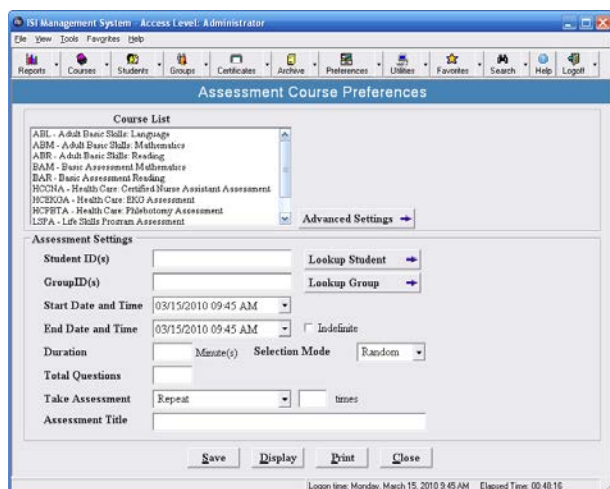 ISI Management System - Access Level: Administrator
File View Tools Favorites Help
Reports Courses Students Groups Certificates Archive Preferences Utilities Favorites Search Help Logoff
Assessment Course Preferences
Course List
ABL - Adult Basic Skills: Language
ABM - Adult Basic Skills: Mathematics
ABR - Adult Basic Skills: Reading
BAM - Basic Assessment Mathematics
BAR - Basic Assessment Reading
HCCNA - Health Care: Certified Nurse Assistant Assessment
HCEKGA - Health Care: EKG Assessment
HCPBTA - Health Care: Phlebotomy Assessment
LSPA - Life Skills Program Assessment
Advanced Settings
Assessment Settings
Student ID(s) Lookup Student
GroupID(s) Lookup Group
Start Date and Time 03/15/2010 09:45 AM
End Date and Time 03/15/2010 09:45 AM Indefinite
Duration Minute(s) Selection Mode Random
Total Questions
Take Assessment Repeat times
Assessment Title
Save Display Print Close
Logon time: Monday, March 15, 2010 9:45 AM Elapsed Time: 00:48:16